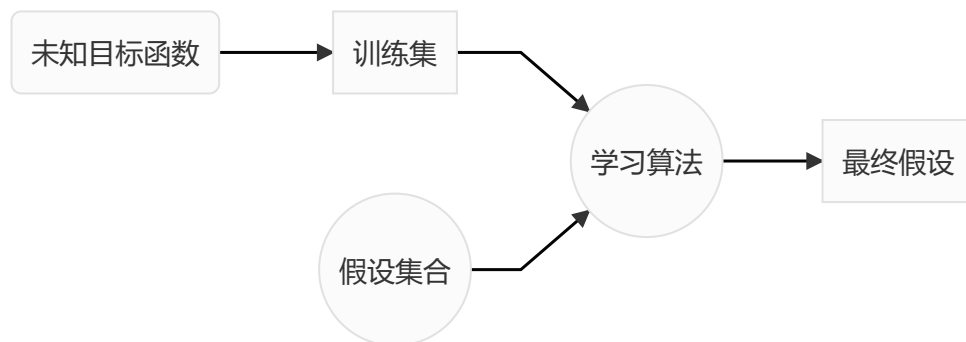 未知目标函数
训练集
学习算法
最终假设
假设集合